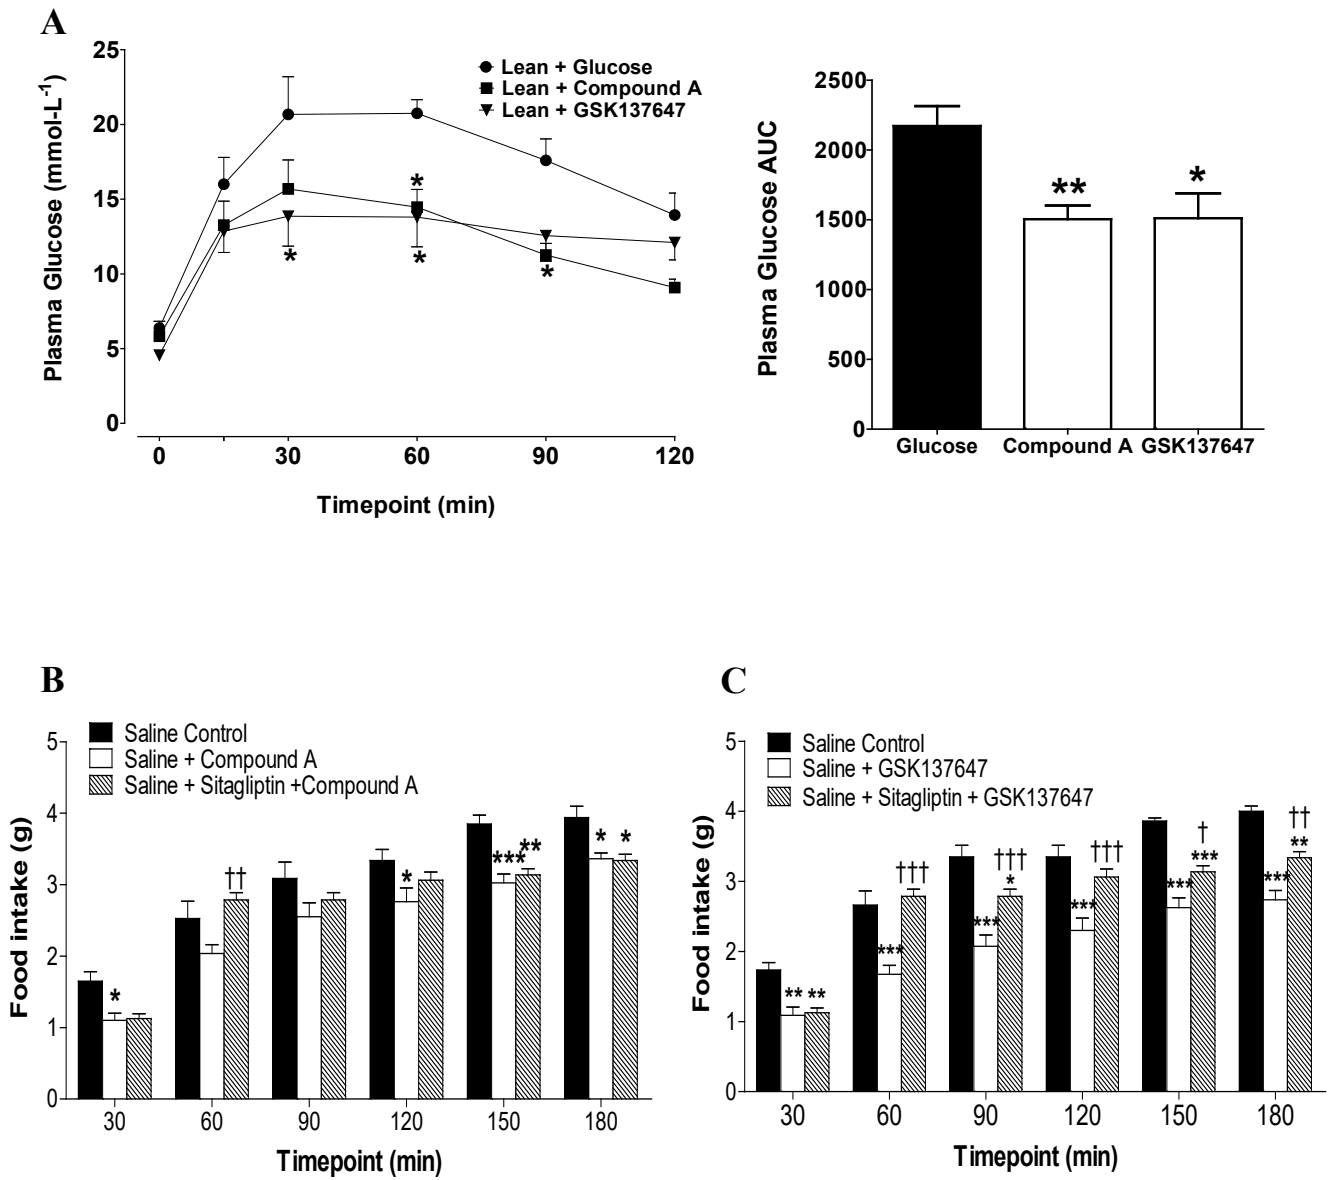 A
25
20
15
10
5
0
Plasma Glucose (mmol-L-1)
Lean + Glucose
Lean + Compound A
Lean + GSK137647
*
* * *
0 30 60 90 120
Timepoint (min)
2500
2000
1500
1000
500
0
Plasma Glucose AUC
** *
Glucose Compound A GSK137647
B
Saline Control
Saline + Compound A
Saline + Sitagliptin +Compound A
5
4
3
2
1
0
Food intake (g)
* †† * *** ** * *
30 60 90 120 150 180
Timepoint (min)
C
Saline Control
Saline + GSK137647
Saline + Sitagliptin + GSK137647
5
4
3
2
1
0
Food intake (g)
††† ††† ††† † ††
** ** *** *** * *** *** *** *** **
30 60 90 120 150 180
Timepoint (min)